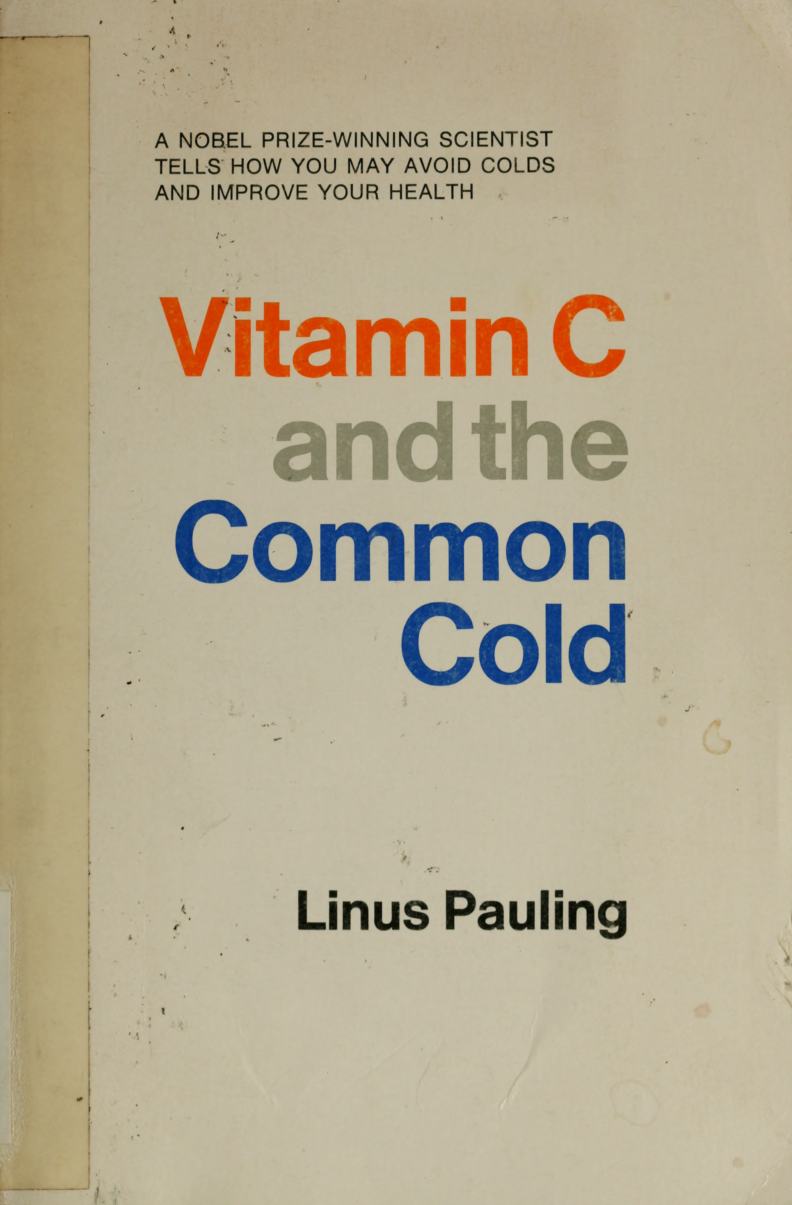 A NOBEL PRIZE-WINNING SCIENTIST
TELLS HOW YOU MAY AVOID COLDS
AND IMPROVE YOUR HEALTH
Vitamin C
and the
Common
Cold
Linus Pauling